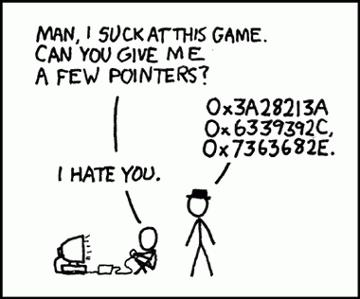 MAN, I SUCK AT THIS GAME.
CAN YOU GIVE ME
A FEW POINTERS?
0x3A28213A
0x6339392C,
0x7363682E.
I HATE YOU.